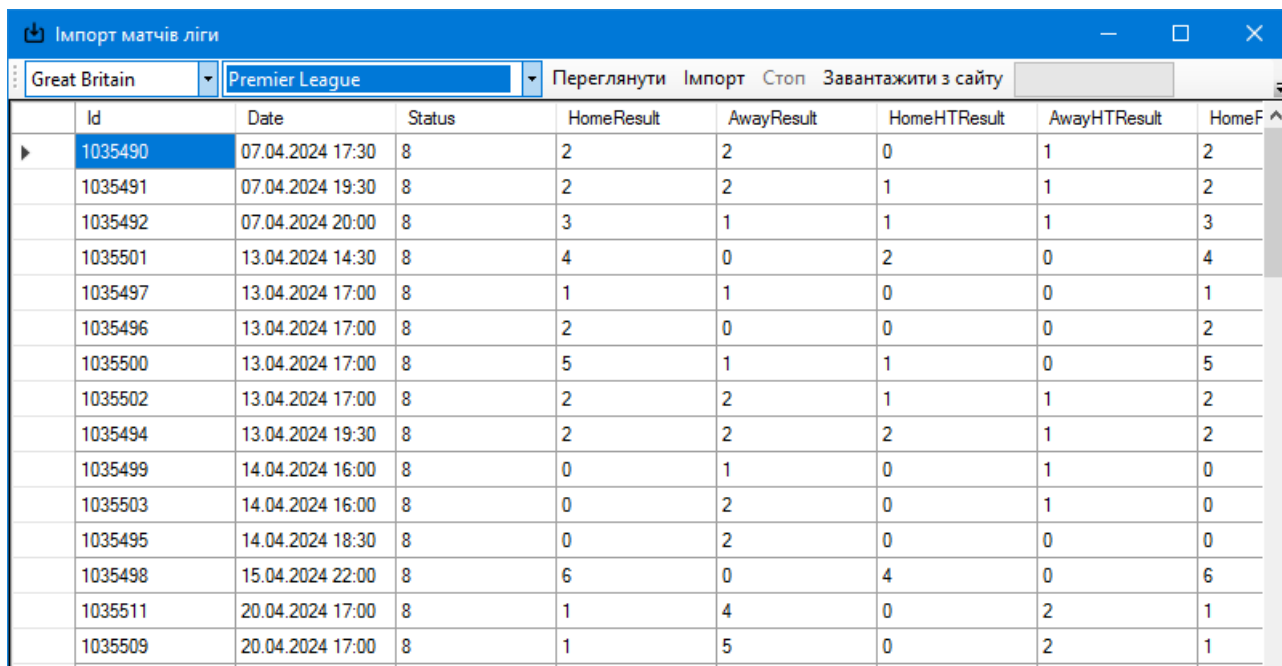 Імпорт матчів ліги
Great Britain Premier League Переглянути Імпорт Стоп Завантажити з сайту
Id Date Status HomeResult AwayResult HomeHTResult AwayHTResult HomeF
1035490 07.04.2024 17:30 8 2 2 0 1 2
1035491 07.04.2024 19:30 8 2 2 1 1 2
1035492 07.04.2024 20:00 8 3 1 1 1 3
1035501 13.04.2024 14:30 8 4 0 2 0 4
1035497 13.04.2024 17:00 8 1 1 0 0 1
1035496 13.04.2024 17:00 8 2 0 0 0 2
1035500 13.04.2024 17:00 8 5 1 1 0 5
1035502 13.04.2024 17:00 8 2 2 1 1 2
1035494 13.04.2024 19:30 8 2 2 2 1 2
1035499 14.04.2024 16:00 8 0 1 0 1 0
1035503 14.04.2024 16:00 8 0 2 0 1 0
1035495 14.04.2024 18:30 8 0 2 0 0 0
1035498 15.04.2024 22:00 8 6 0 4 0 6
1035511 20.04.2024 17:00 8 1 4 0 2 1
1035509 20.04.2024 17:00 8 1 5 0 2 1